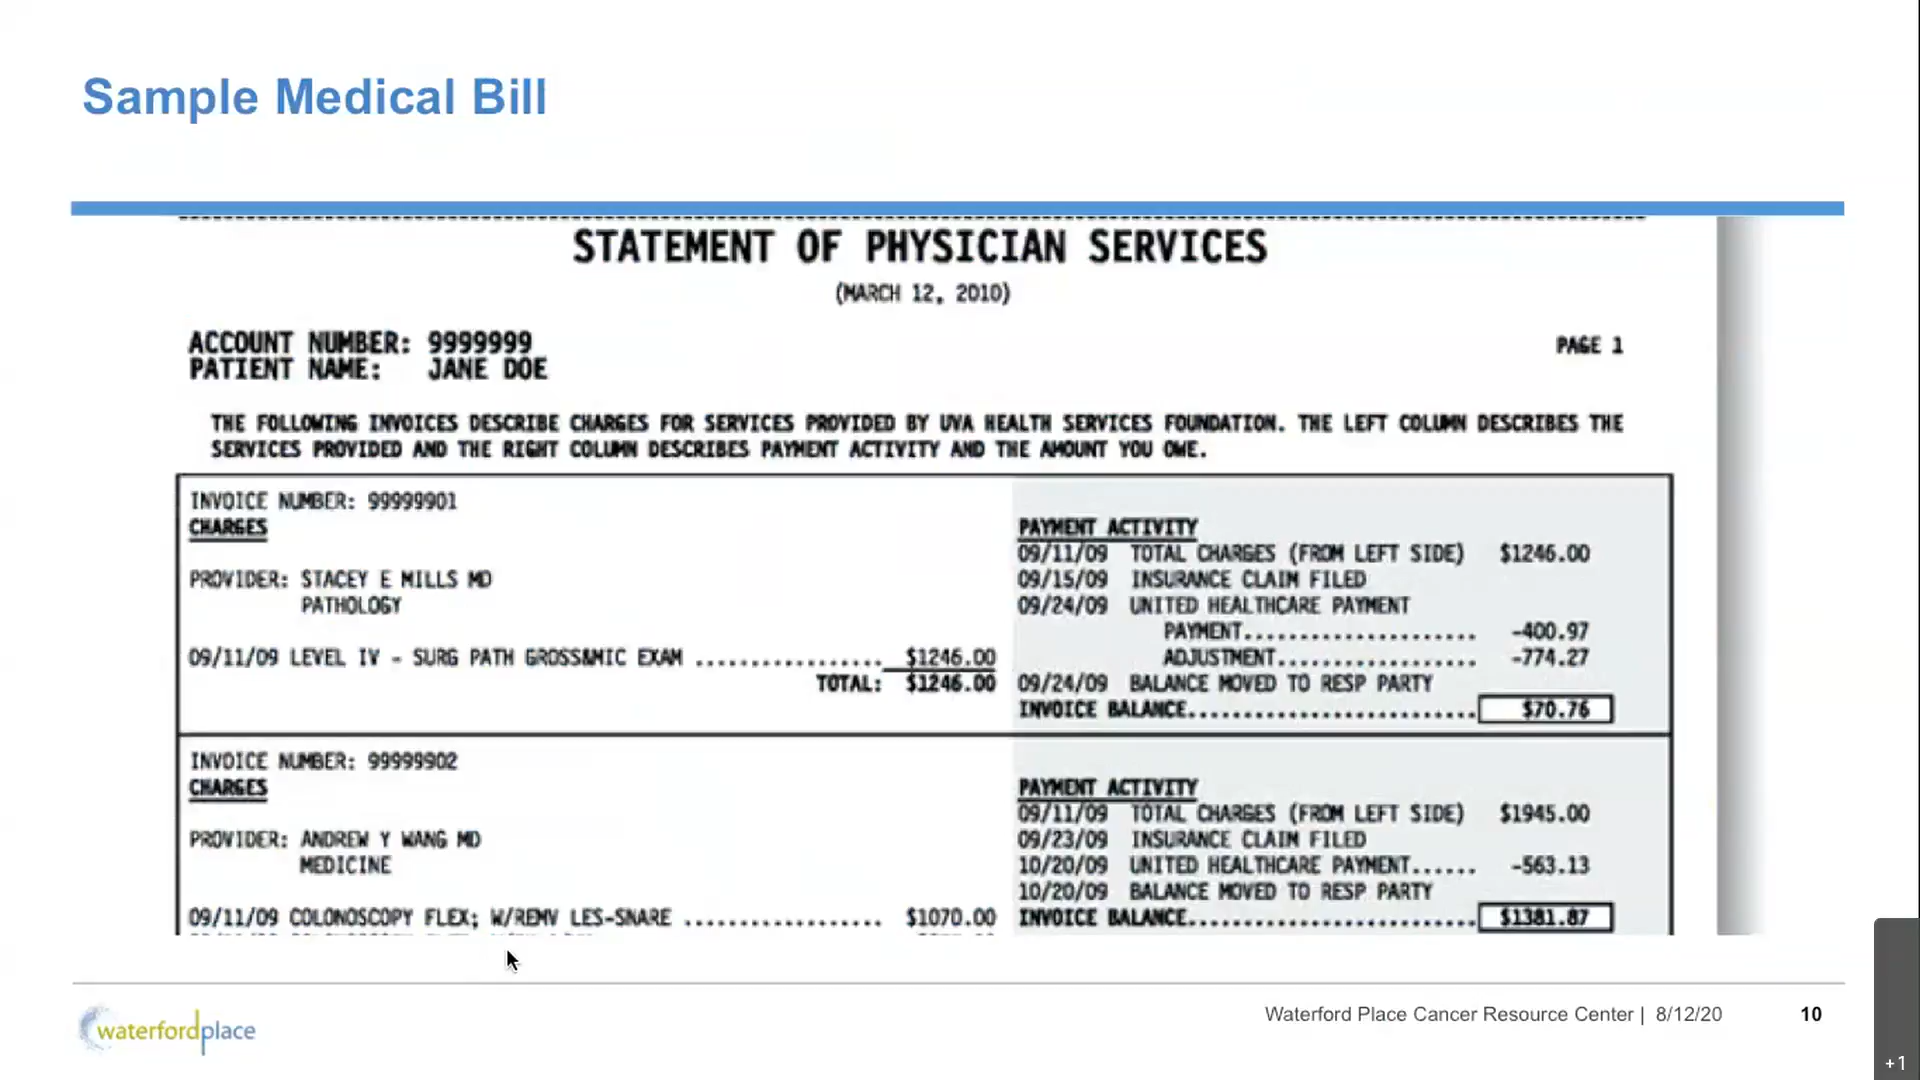 Sample Medical Bill
STATEMENT OF PHYSICIAN SERVICES
(MARCH 12, 2010)
ACCOUNT NUMBER: 9999999
PAGE 1
PATIENT NAME: JANE DOE
THE FOLLOWING INVOICES DESCRIBE CHARGES FOR SERVICES PROVIDED BY UVA HEALTH SERVICES FOUNDATION. THE LEFT COLUMN DESCRIBES THE
SERVICES PROVIDED AND THE RIGHT COLUMN DESCRIBES PAYMENT ACTIVITY AND THE AMOUNT YOU OWE.
INVOICE NUMBER: 99999901
CHARGES
PROVIDER: STACEY E MILLS MD
PATHOLOGY
09/11/09 LEVEL IV - SURG PATH GROSS&MIC EXAM ................. $1246.00
TOTAL: $1246.00
PAYMENT ACTIVITY
09/11/09 TOTAL CHARGES (FROM LEFT SIDE) $1246.00
09/15/09 INSURANCE CLAIM FILED
09/24/09 UNITED HEALTHCARE PAYMENT
PAYMENT..................... -400.97
ADJUSTMENT.................. -774.27
09/24/09 BALANCE MOVED TO RESP PARTY
INVOICE BALANCE.......................... $70.76
INVOICE NUMBER: 99999902
CHARGES
PROVIDER: ANDREW Y WANG MD
MEDICINE
09/11/09 COLONOSCOPY FLEX; W/REMV LES-SNARE .................. $1070.00
PAYMENT ACTIVITY
09/11/09 TOTAL CHARGES (FROM LEFT SIDE) $1945.00
09/23/09 INSURANCE CLAIM FILED
10/20/09 UNITED HEALTHCARE PAYMENT...... -563.13
10/20/09 BALANCE MOVED TO RESP PARTY
INVOICE BALANCE.......................... $1381.87
waterfordplace
Waterford Place Cancer Resource Center | 8/12/20
10
+1